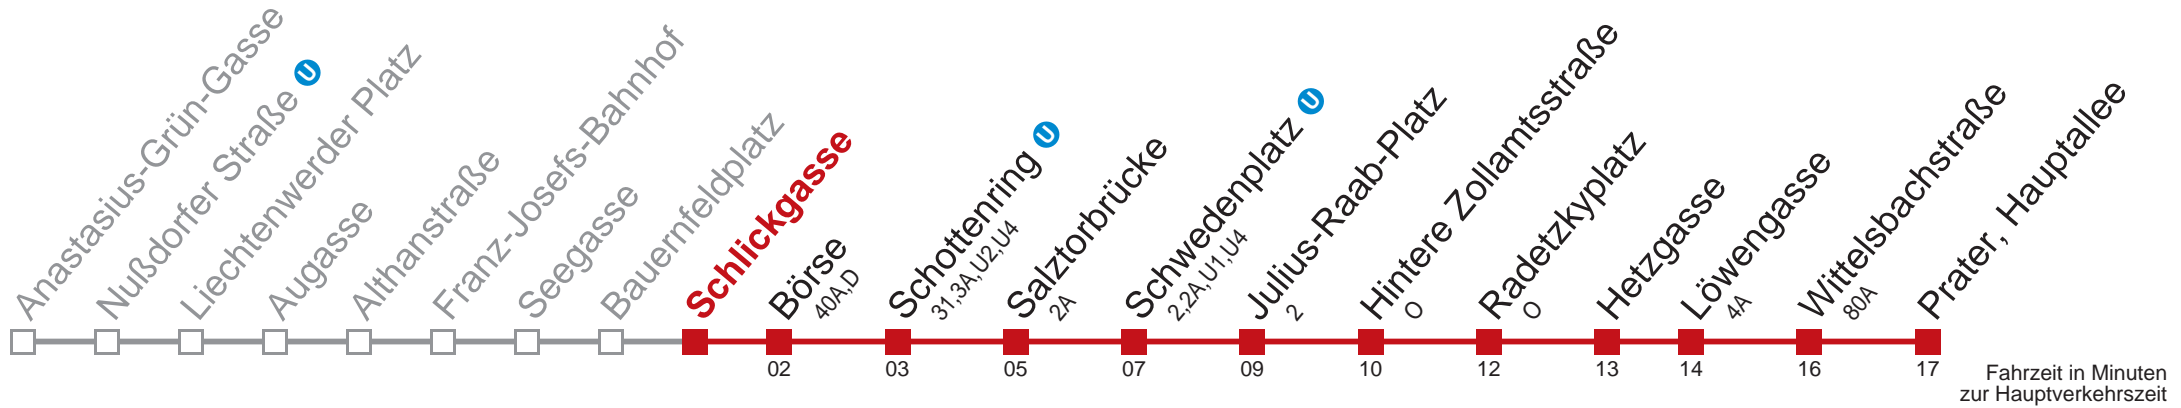 Anastasius-Grün-Gasse
Nußdorfer Straße U
Liechtenwerder Platz
Augasse
Althanstraße
Franz-Josefs-Bahnhof
Seegasse
Bauernfeldplatz
Schlickgasse
Börse
40A,D
02
Schottenring U
31,3A,U2,U4
03
Salztorbrücke
2A
05
Schwedenplatz U
2,2A,U1,U4
07
Julius-Raab-Platz
2
09
Hintere Zollamtsstraße
O
10
Radetzkyplatz
O
12
Hetzgasse
13
Löwengasse
4A
14
Wittelsbachstraße
80A
16
Prater, Hauptallee
17
Fahrzeit in Minuten
zur Hauptverkehrszeit